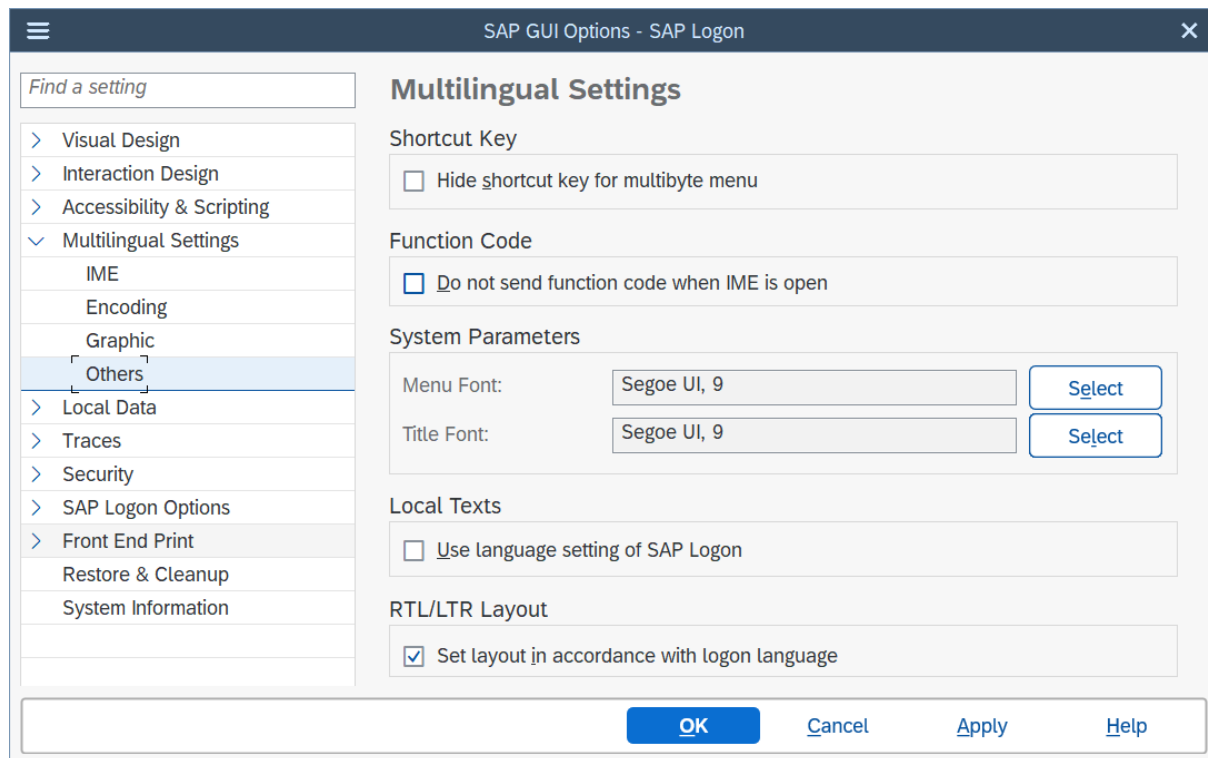 SAP GUI Options - SAP Logon
Find a setting
Visual Design
Interaction Design
Accessibility & Scripting
Multilingual Settings
IME
Encoding
Graphic
Others
Local Data
Traces
Security
SAP Logon Options
Front End Print
Restore & Cleanup
System Information
Multilingual Settings
Shortcut Key
Hide shortcut key for multibyte menu
Function Code
Do not send function code when IME is open
System Parameters
Menu Font: Segoe UI, 9 Select
Title Font: Segoe UI, 9 Select
Local Texts
Use language setting of SAP Logon
RTL/LTR Layout
Set layout in accordance with logon language
OK Cancel Apply Help